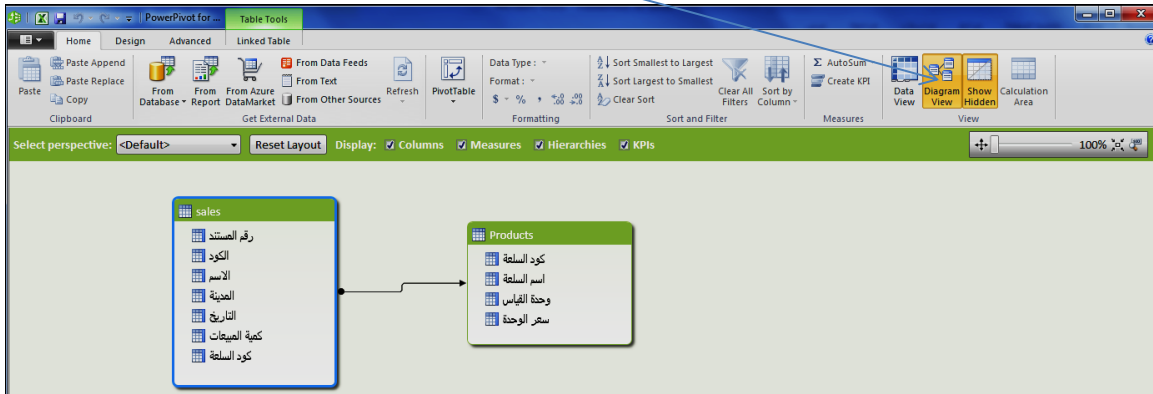 PowerPivot for ... Table Tools
Home Design Advanced Linked Table
Paste
Paste Append
Paste Replace
Copy
Clipboard
From Database
From Report
From Azure DataMarket
From Data Feeds
From Text
From Other Sources
Get External Data
Refresh
PivotTable
Data Type :
Format :
$ % , .00 .00
Formatting
Sort Smallest to Largest
Sort Largest to Smallest
Clear Sort
Clear All Filters
Sort by Column
Sort and Filter
Σ AutoSum
Create KPI
Measures
Data View
Diagram View
Show Hidden
Calculation Area
View
Select perspective: <Default> Reset Layout Display: Columns Measures Hierarchies KPIs 100%
sales
رقم المستند
الكود
الاسم
المدينة
التاريخ
كمية المبيعات
كود السلعة
Products
كود السلعة
اسم السلعة
وحدة القياس
سعر الوحدة